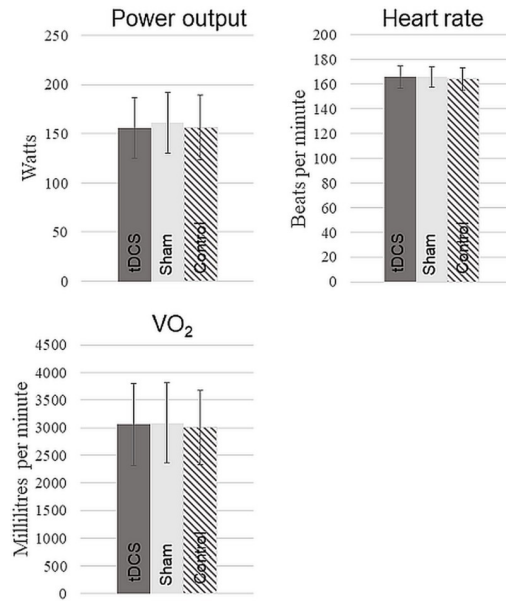 Power output
250
200
150
100
50
0
Watts
tDCS
Sham
Control
Heart rate
200
180
160
140
120
100
80
60
40
20
0
Beats per minute
tDCS
Sham
Control
VO₂
4500
4000
3500
3000
2500
2000
1500
1000
500
0
Millilitres per minute
tDCS
Sham
Control